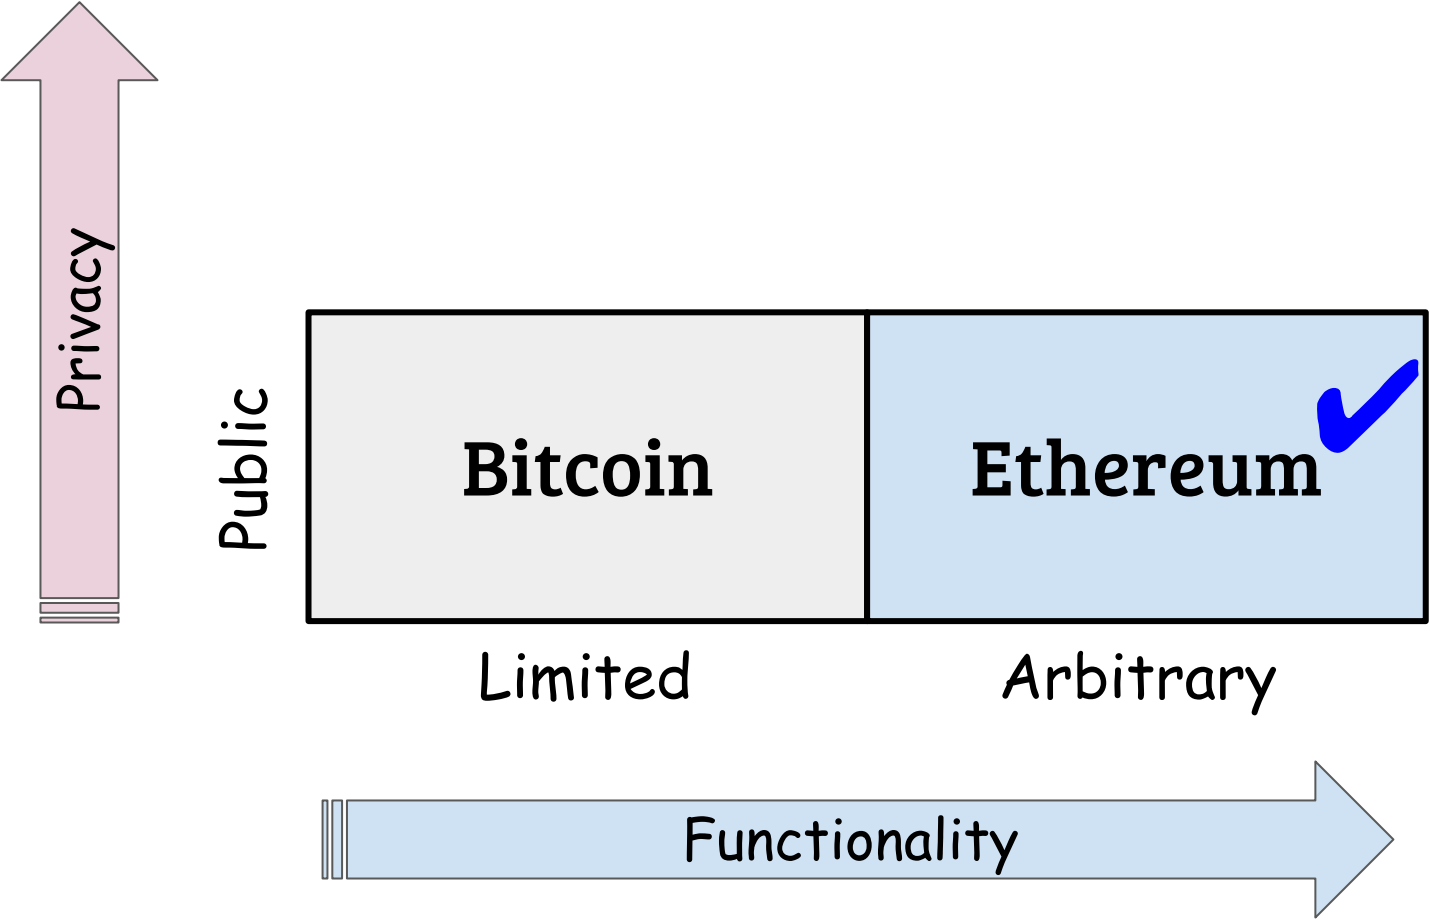 Privacy
Public
Bitcoin
Ethereum
Limited
Arbitrary
Functionality